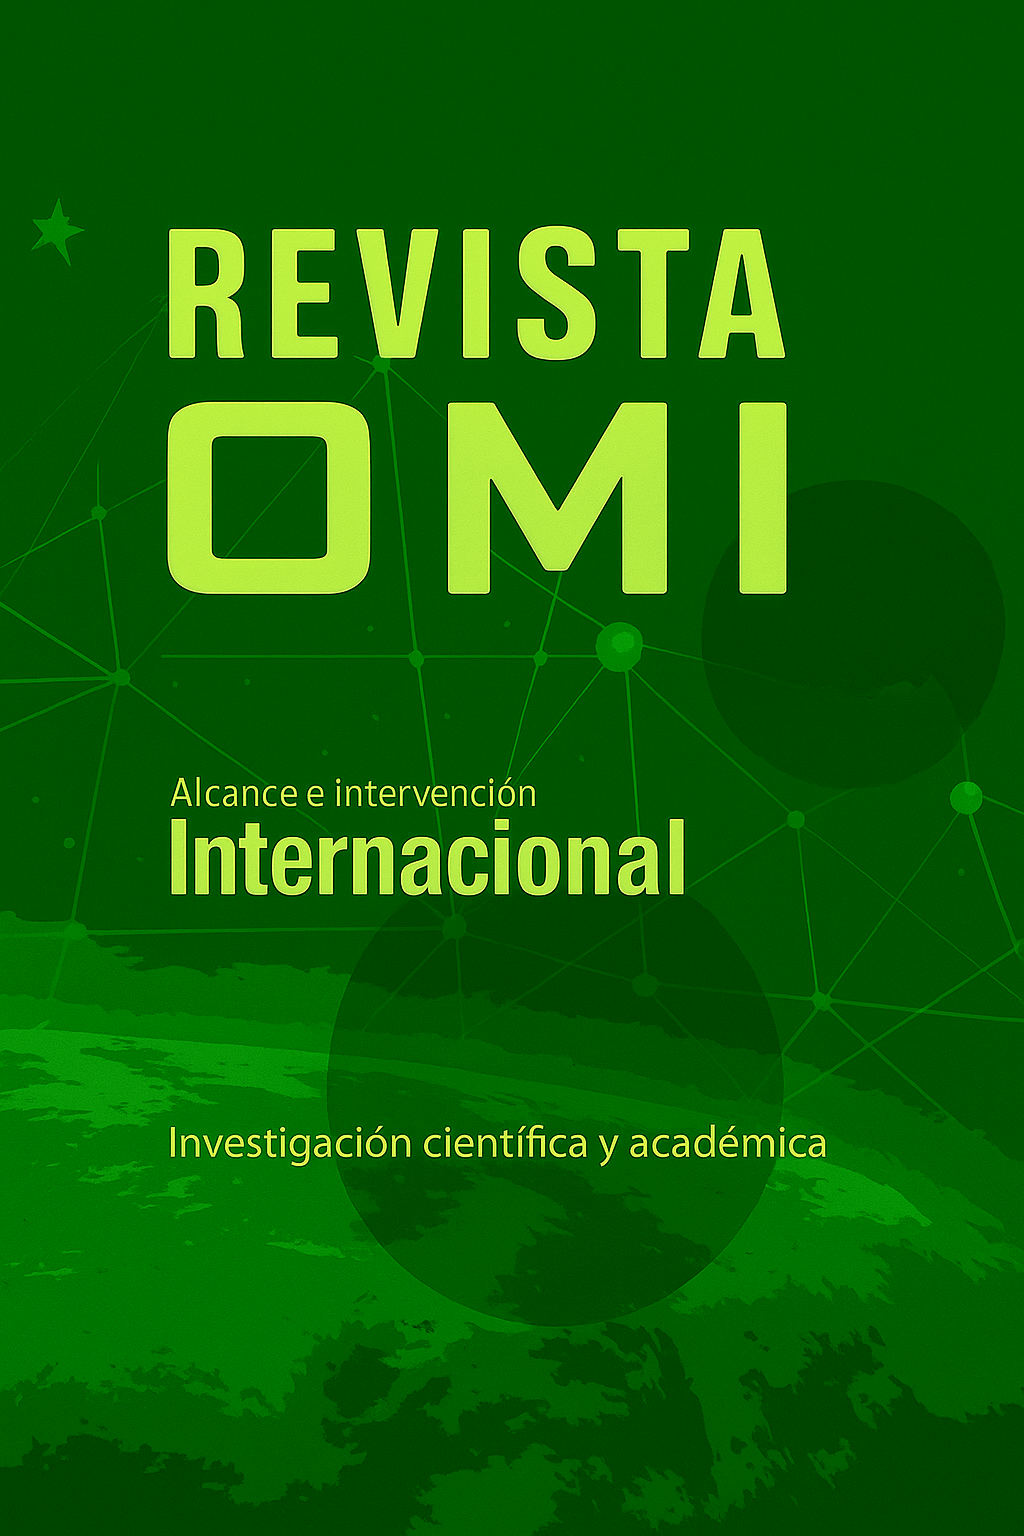 REVISTA
OMI
Alcance e intervención
Internacional
Investigación científica y académica